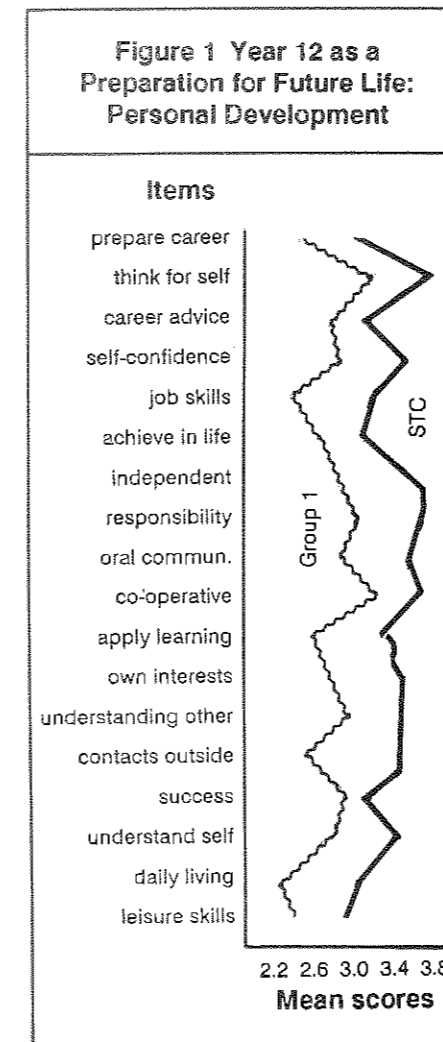 Figure 1 Year 12 as a
Preparation for Future Life:
Personal Development
Items
prepare career
think for self
career advice
self-confidence
job skills
achieve in life
independent
responsibility
oral commun.
co-operative
apply learning
own interests
understanding other
contacts outside
success
understand self
daily living
leisure skills
Group 1
STC
2.2 2.6 3.0 3.4 3.8
Mean scores